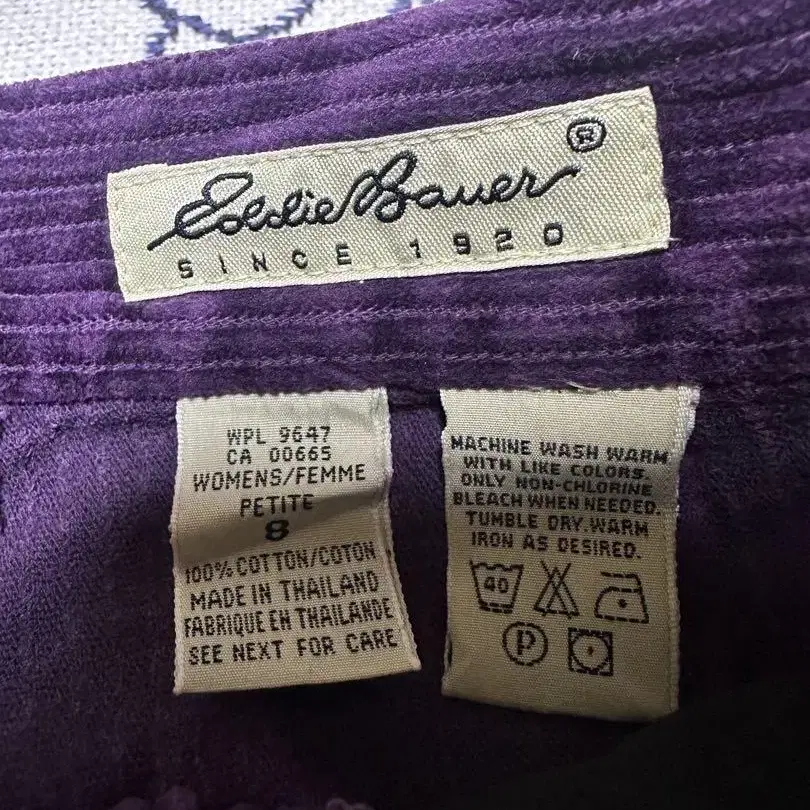 Eddie Bauer®
SINCE 1920
WPL 9647
CA 00665
WOMENS/FEMME
PETITE
8
100% COTTON/COTON
MADE IN THAILAND
FABRIQUE EN THAILANDE
SEE NEXT FOR CARE
MACHINE WASH WARM
WITH LIKE COLORS.
ONLY NON-CHLORINE
BLEACH WHEN NEEDED.
TUMBLE DRY WARM
IRON AS DESIRED.
40
P